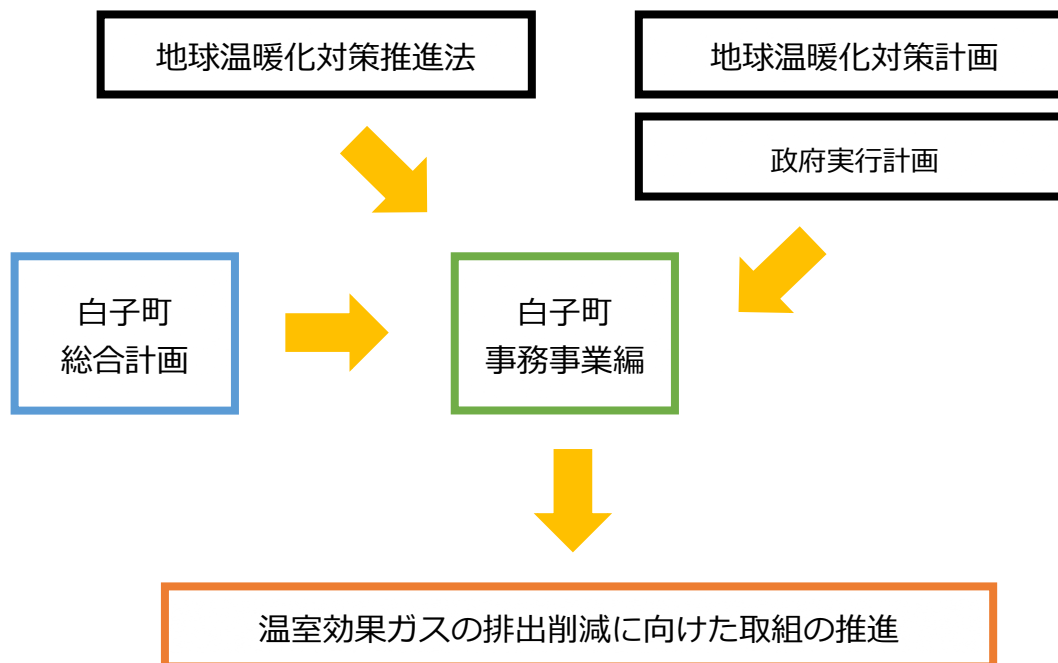 地球温暖化対策推進法
地球温暖化対策計画
政府実行計画
白子町
総合計画
白子町
事務事業編
温室効果ガスの排出削減に向けた取組の推進